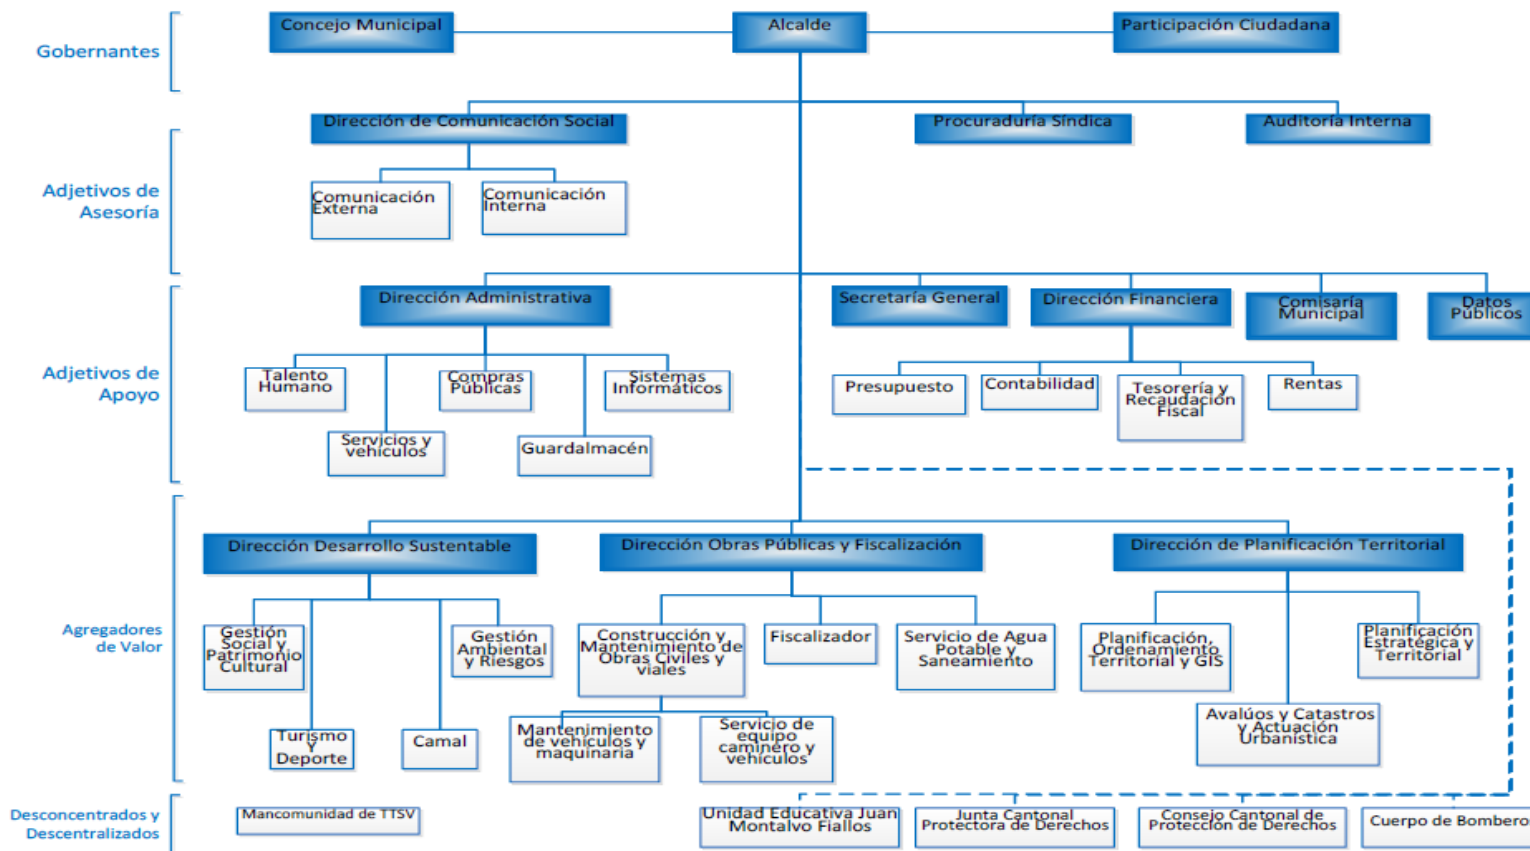 Gobernantes
Concejo Municipal
Alcalde
Participación Ciudadana
Adjetivos de
Asesoría
Dirección de Comunicación Social
Procuraduría Síndica
Auditoría Interna
Comunicación
Externa
Comunicación
Interna
Adjetivos de
Apoyo
Dirección Administrativa
Secretaría General
Dirección Financiera
Comisaría
Municipal
Datos
Públicos
Talento
Humano
Compras
Públicas
Sistemas
Informáticos
Servicios y
vehículos
Guardalmacén
Presupuesto
Contabilidad
Tesorería y
Recaudación
Fiscal
Rentas
Agregadores
de Valor
Dirección Desarrollo Sustentable
Dirección Obras Públicas y Fiscalización
Dirección de Planificación Territorial
Gestión
Social y
Patrimonio
Cultural
Gestión
Ambiental
y Riesgos
Turismo
y
Deporte
Camal
Construcción y
Mantenimiento de
Obras Civiles y
viales
Fiscalizador
Servicio de Agua
Potable y
Saneamiento
Mantenimiento
de vehículos y
maquinaria
Servicio de
equipo
caminero y
vehículos
Planificación,
Ordenamiento
Territorial y GIS
Planificación
Estratégica y
Territorial
Avalúos y Catastros
y Actuación
Urbanística
Desconcentrados y
Descentralizados
Mancomunidad de TTSV
Unidad Educativa Juan
Montalvo Fiallos
Junta Cantonal
Protectora de Derechos
Consejo Cantonal de
Protección de Derechos
Cuerpo de Bombero